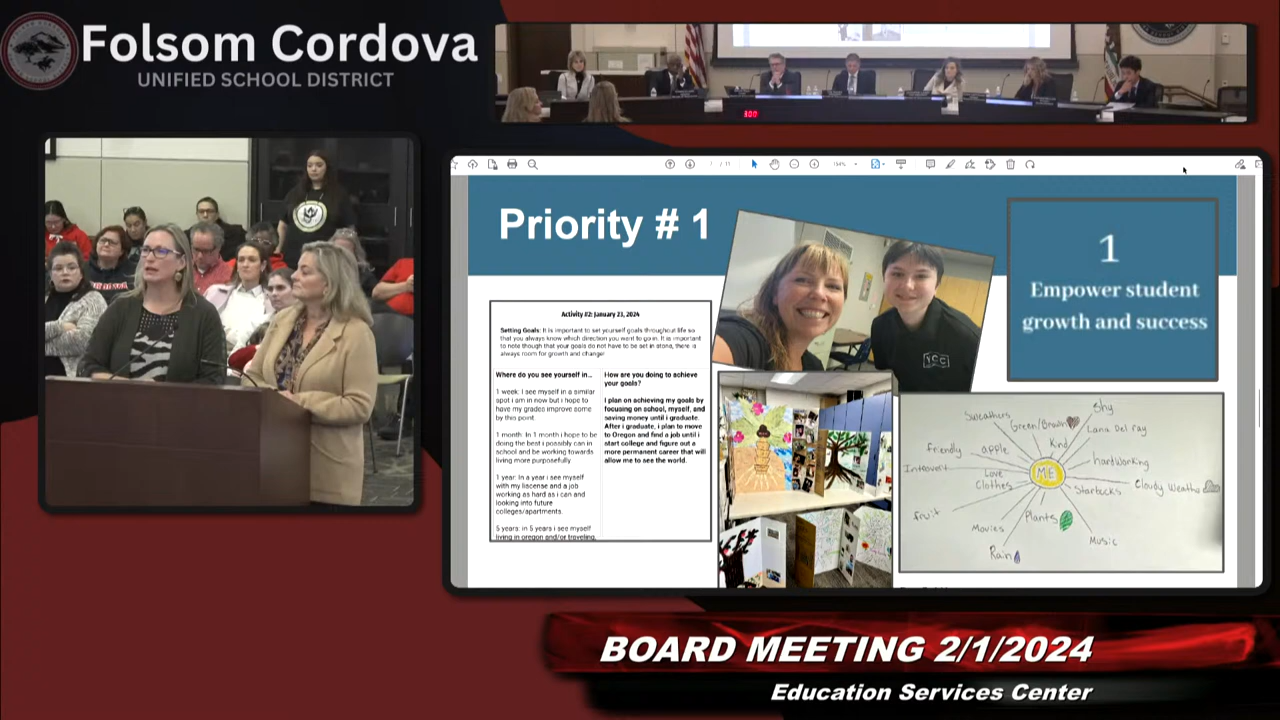 Folsom Cordova
UNIFIED SCHOOL DISTRICT
3:00
Priority # 1
1
Empower student
growth and success
Activity #2: January 23, 2024
Setting Goals: It is important to set yourself goals throughout life so
that you always know which direction you want to go in. It is important
to note though that your goals do not have to be set in stone, there is
always room for growth and change!
Where do you see yourself in...
1 week: I see myself in a similar
spot i am in now but i hope to
have my grades improve some
by this point.
1 month: In 1 month i hope to be
doing the best i possibly can in
school and be working towards
living more purposefully.
1 year: In a year i see myself
with my liscense and a job
working as hard as i can and
looking into future
colleges/apartments.
5 years: in 5 years i see myself
living in oregon and/or traveling,
How are you doing to achieve
your goals?
I plan on achieving my goals by
focusing on school, myself, and
saving money until i graduate.
After i graduate, i plan to move
to Oregon and find a job until i
start college and figure out a
more permanent career that will
allow me to see the world.
Sweathers
Shy
Green/Brown
Lana Del ray
Kind
friendly
apple
hardworking
Introvert
ME
Love
Clothes
Starbucks
Cloudy Weather
fruit
Plants
Movies
Music
Rain
BOARD MEETING 2/1/2024
Education Services Center